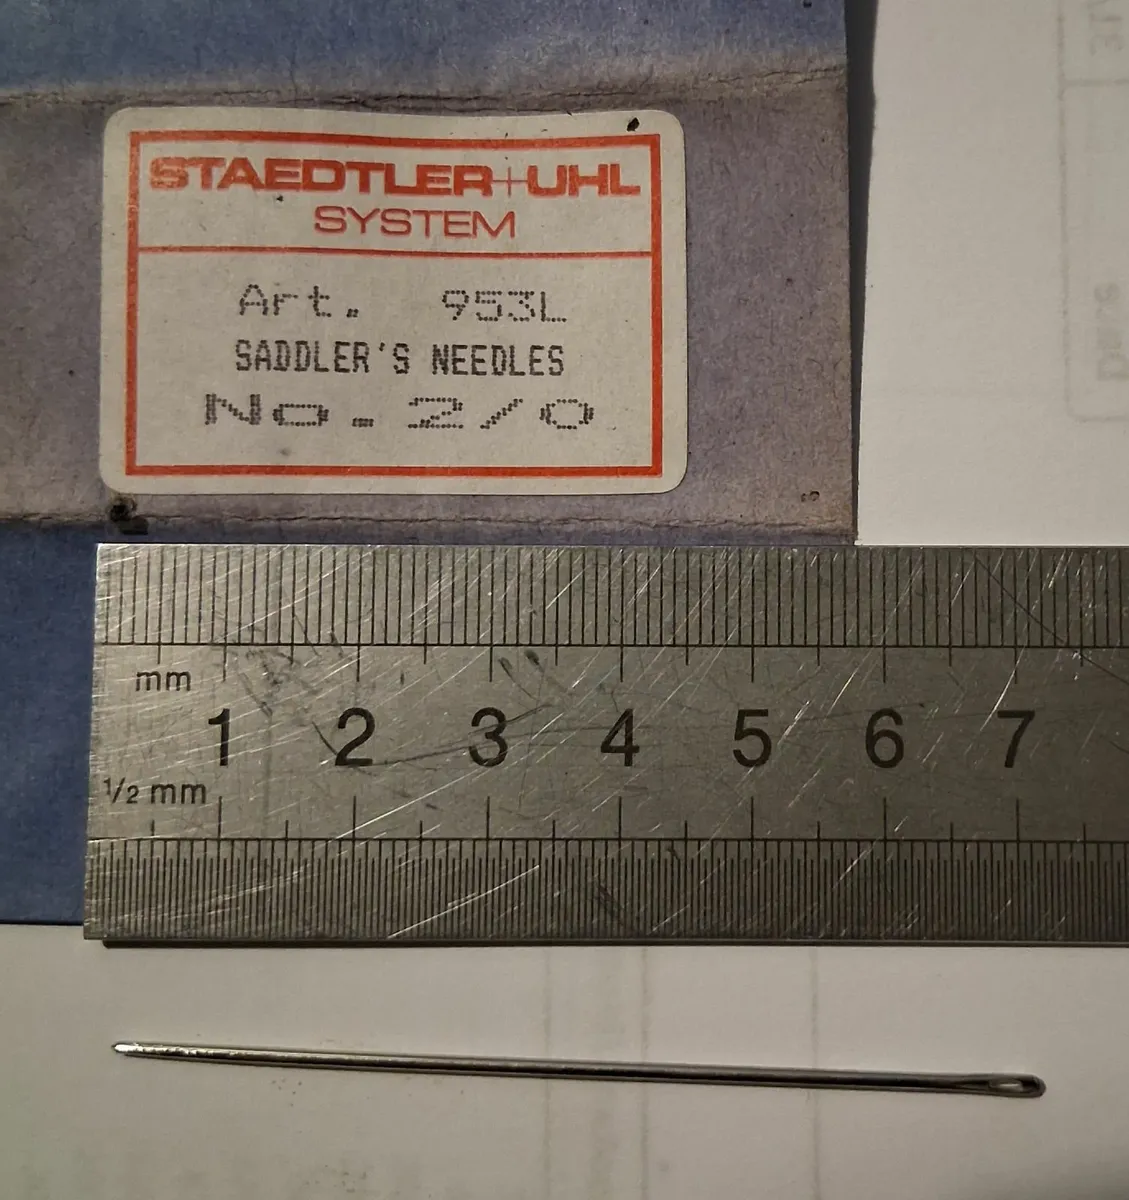 STAEDTLER+UHL
SYSTEM
Art. 953L
SADDLER'S NEEDLES
No. 2/0
mm
1 2 3 4 5 6 7
1/2 mm